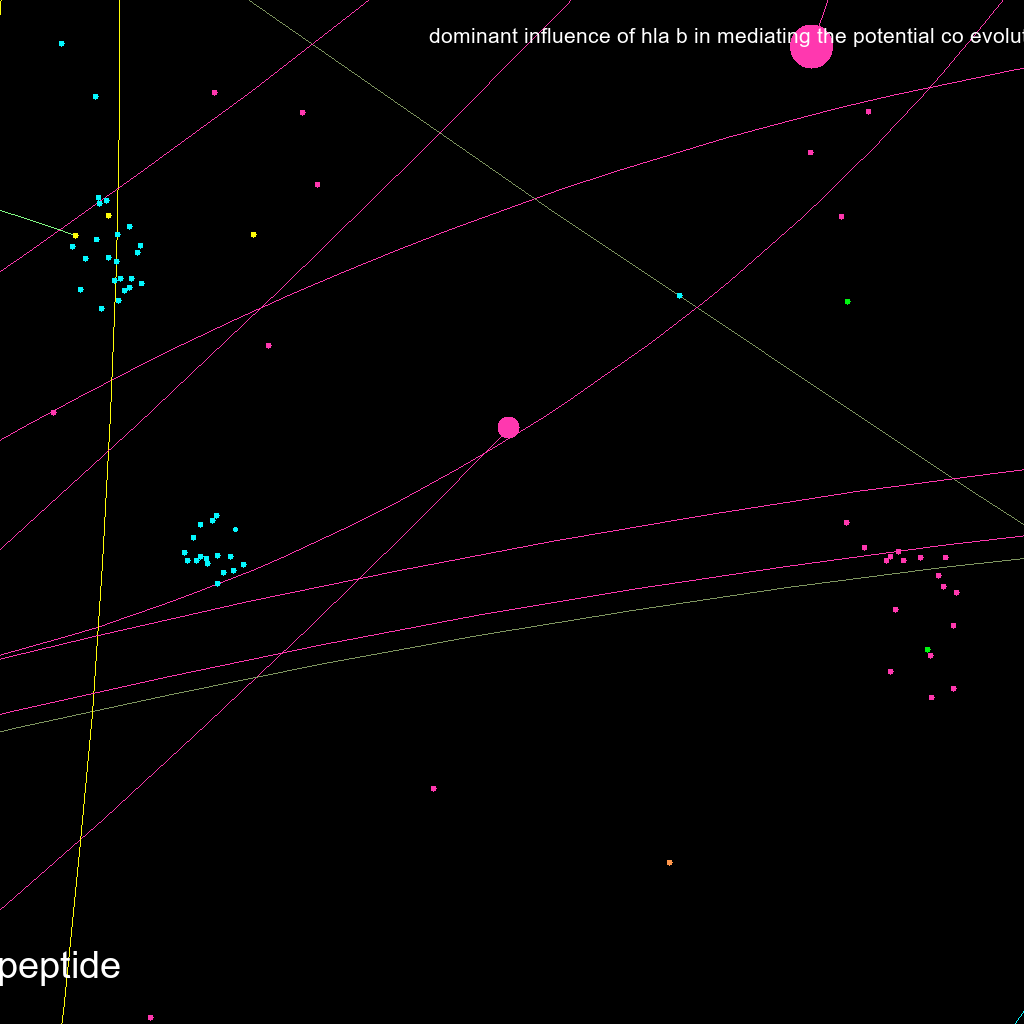 dominant influence of hla b in mediating the potential co
peptide